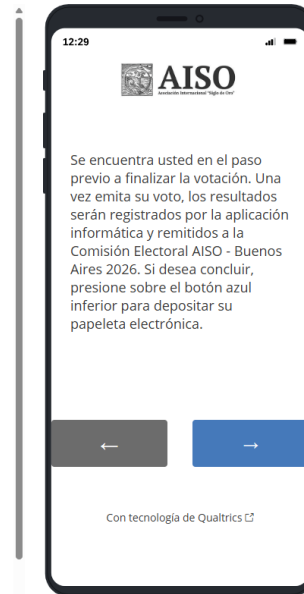 12:29
AISO
Asociación Internacional "Siglo de Oro"
Se encuentra usted en el paso
previo a finalizar la votación. Una
vez emita su voto, los resultados
serán registrados por la aplicación
informática y remitidos a la
Comisión Electoral AISO - Buenos
Aires 2026. Si desea concluir,
presione sobre el botón azul
inferior para depositar su
papeleta electrónica.
← →
Con tecnología de Qualtrics